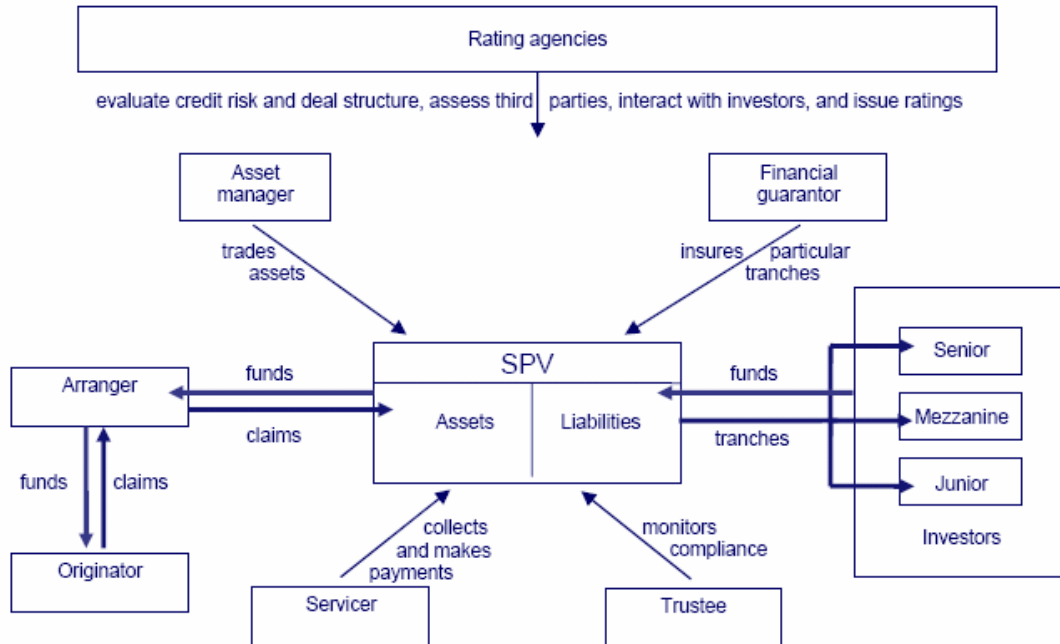 Rating agencies
evaluate credit risk and deal structure, assess third parties, interact with investors, and issue ratings
Asset
manager
Financial
guarantor
trades
assets
insures particular
tranches
SPV
Assets
Liabilities
Arranger
funds
claims
funds
claims
Originator
funds
tranches
Senior
Mezzanine
Junior
Investors
collects
and makes
payments
monitors
compliance
Servicer
Trustee